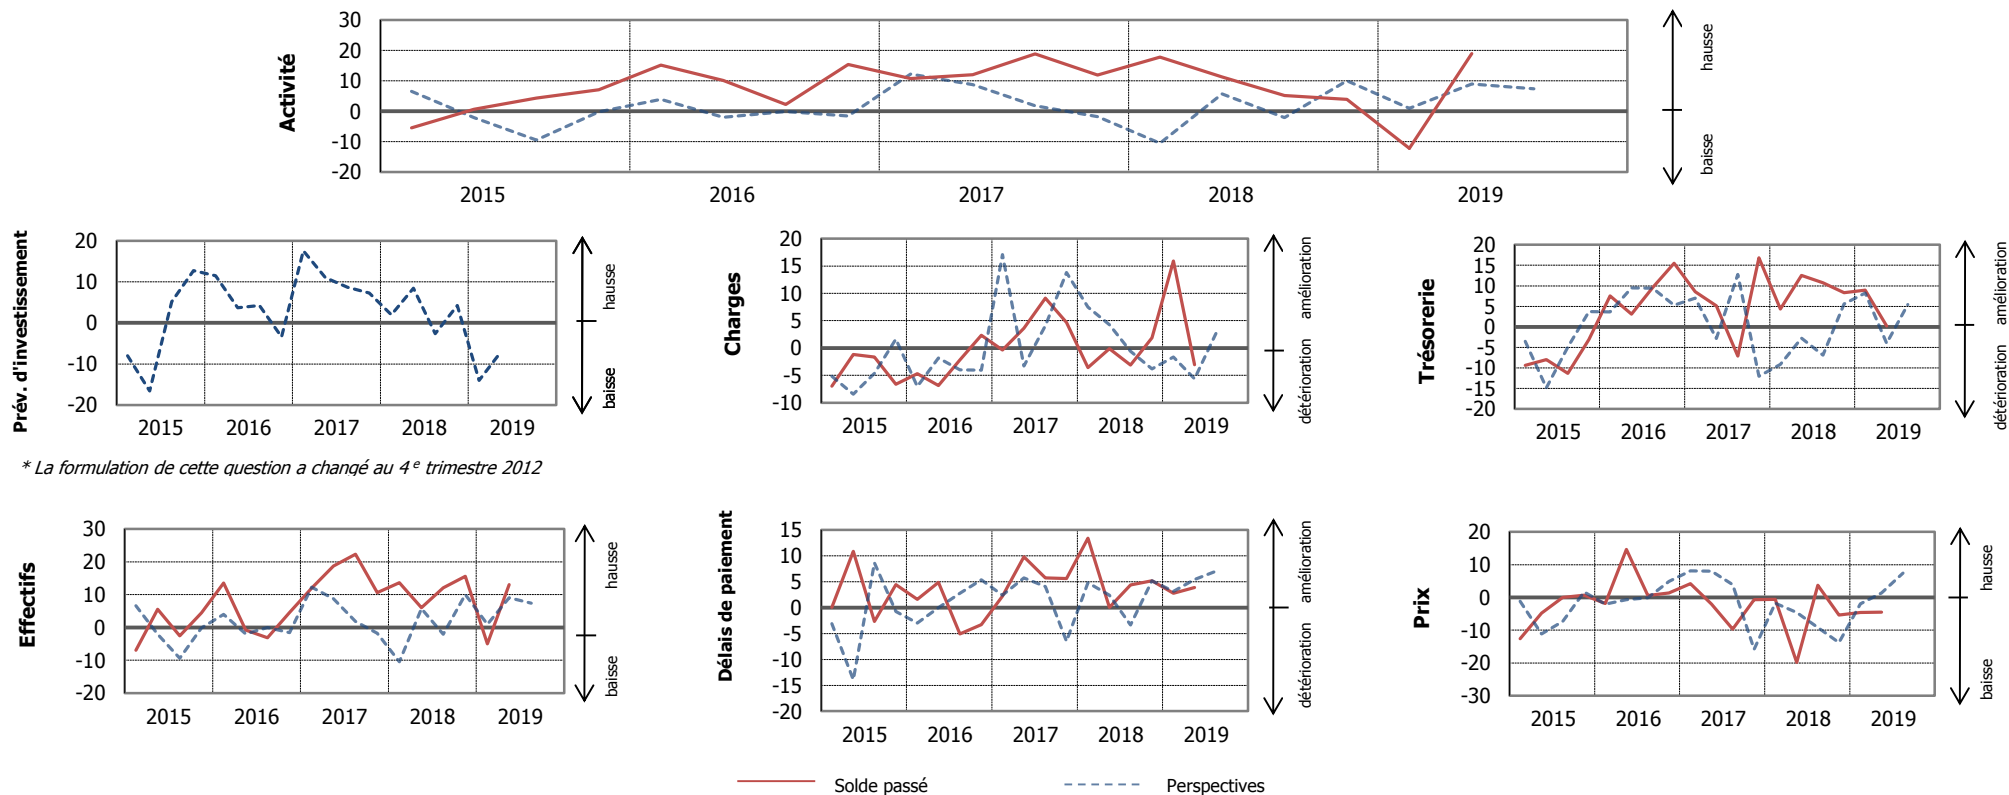 Activité
30
20
10
0
-10
-20
2015 2016 2017 2018 2019
hausse
baisse
Prév. d'investissement
20
10
0
-10
-20
2015 2016 2017 2018 2019
hausse
baisse
* La formulation de cette question a changé au 4e trimestre 2012
Charges
20
15
10
5
0
-5
-10
2015 2016 2017 2018 2019
amélioration
détérioration
Trésorerie
20
15
10
5
0
-5
-10
-15
-20
2015 2016 2017 2018 2019
amélioration
détérioration
Effectifs
30
20
10
0
-10
-20
2015 2016 2017 2018 2019
hausse
baisse
Délais de paiement
15
10
5
0
-5
-10
-15
-20
2015 2016 2017 2018 2019
amélioration
détérioration
Prix
20
10
0
-10
-20
-30
2015 2016 2017 2018 2019
hausse
baisse
Solde passé Perspectives